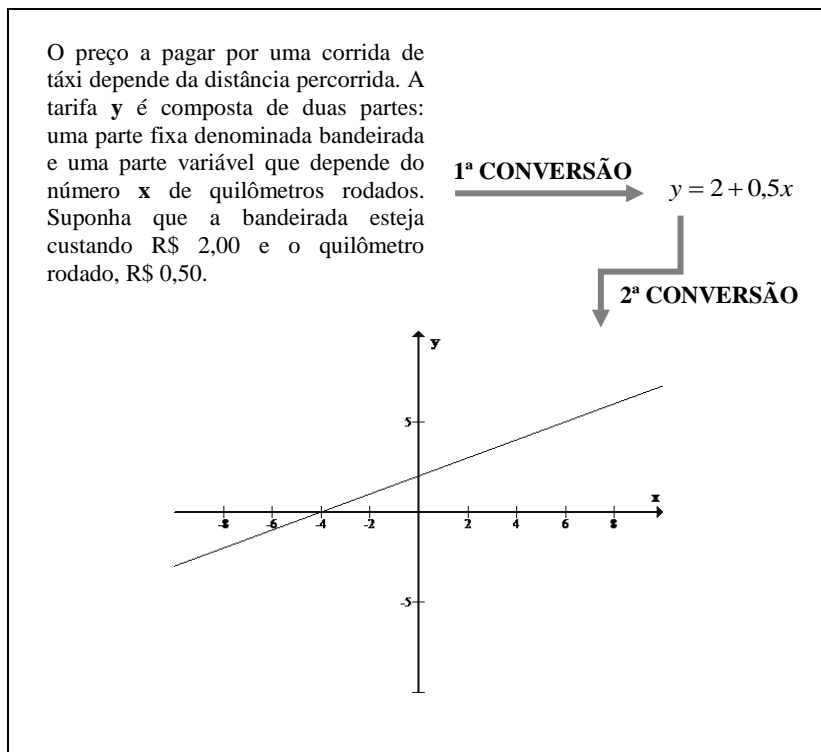 O preço a pagar por uma corrida de
táxi depende da distância percorrida. A
tarifa y é composta de duas partes:
uma parte fixa denominada bandeirada
e uma parte variável que depende do
número x de quilômetros rodados.
Suponha que a bandeirada esteja
custando R$ 2,00 e o quilômetro
rodado, R$ 0,50.
1ª CONVERSÃO
y = 2 + 0,5x
2ª CONVERSÃO
y
5
x
-8 -6 -4 -2 2 4 6 8
-5